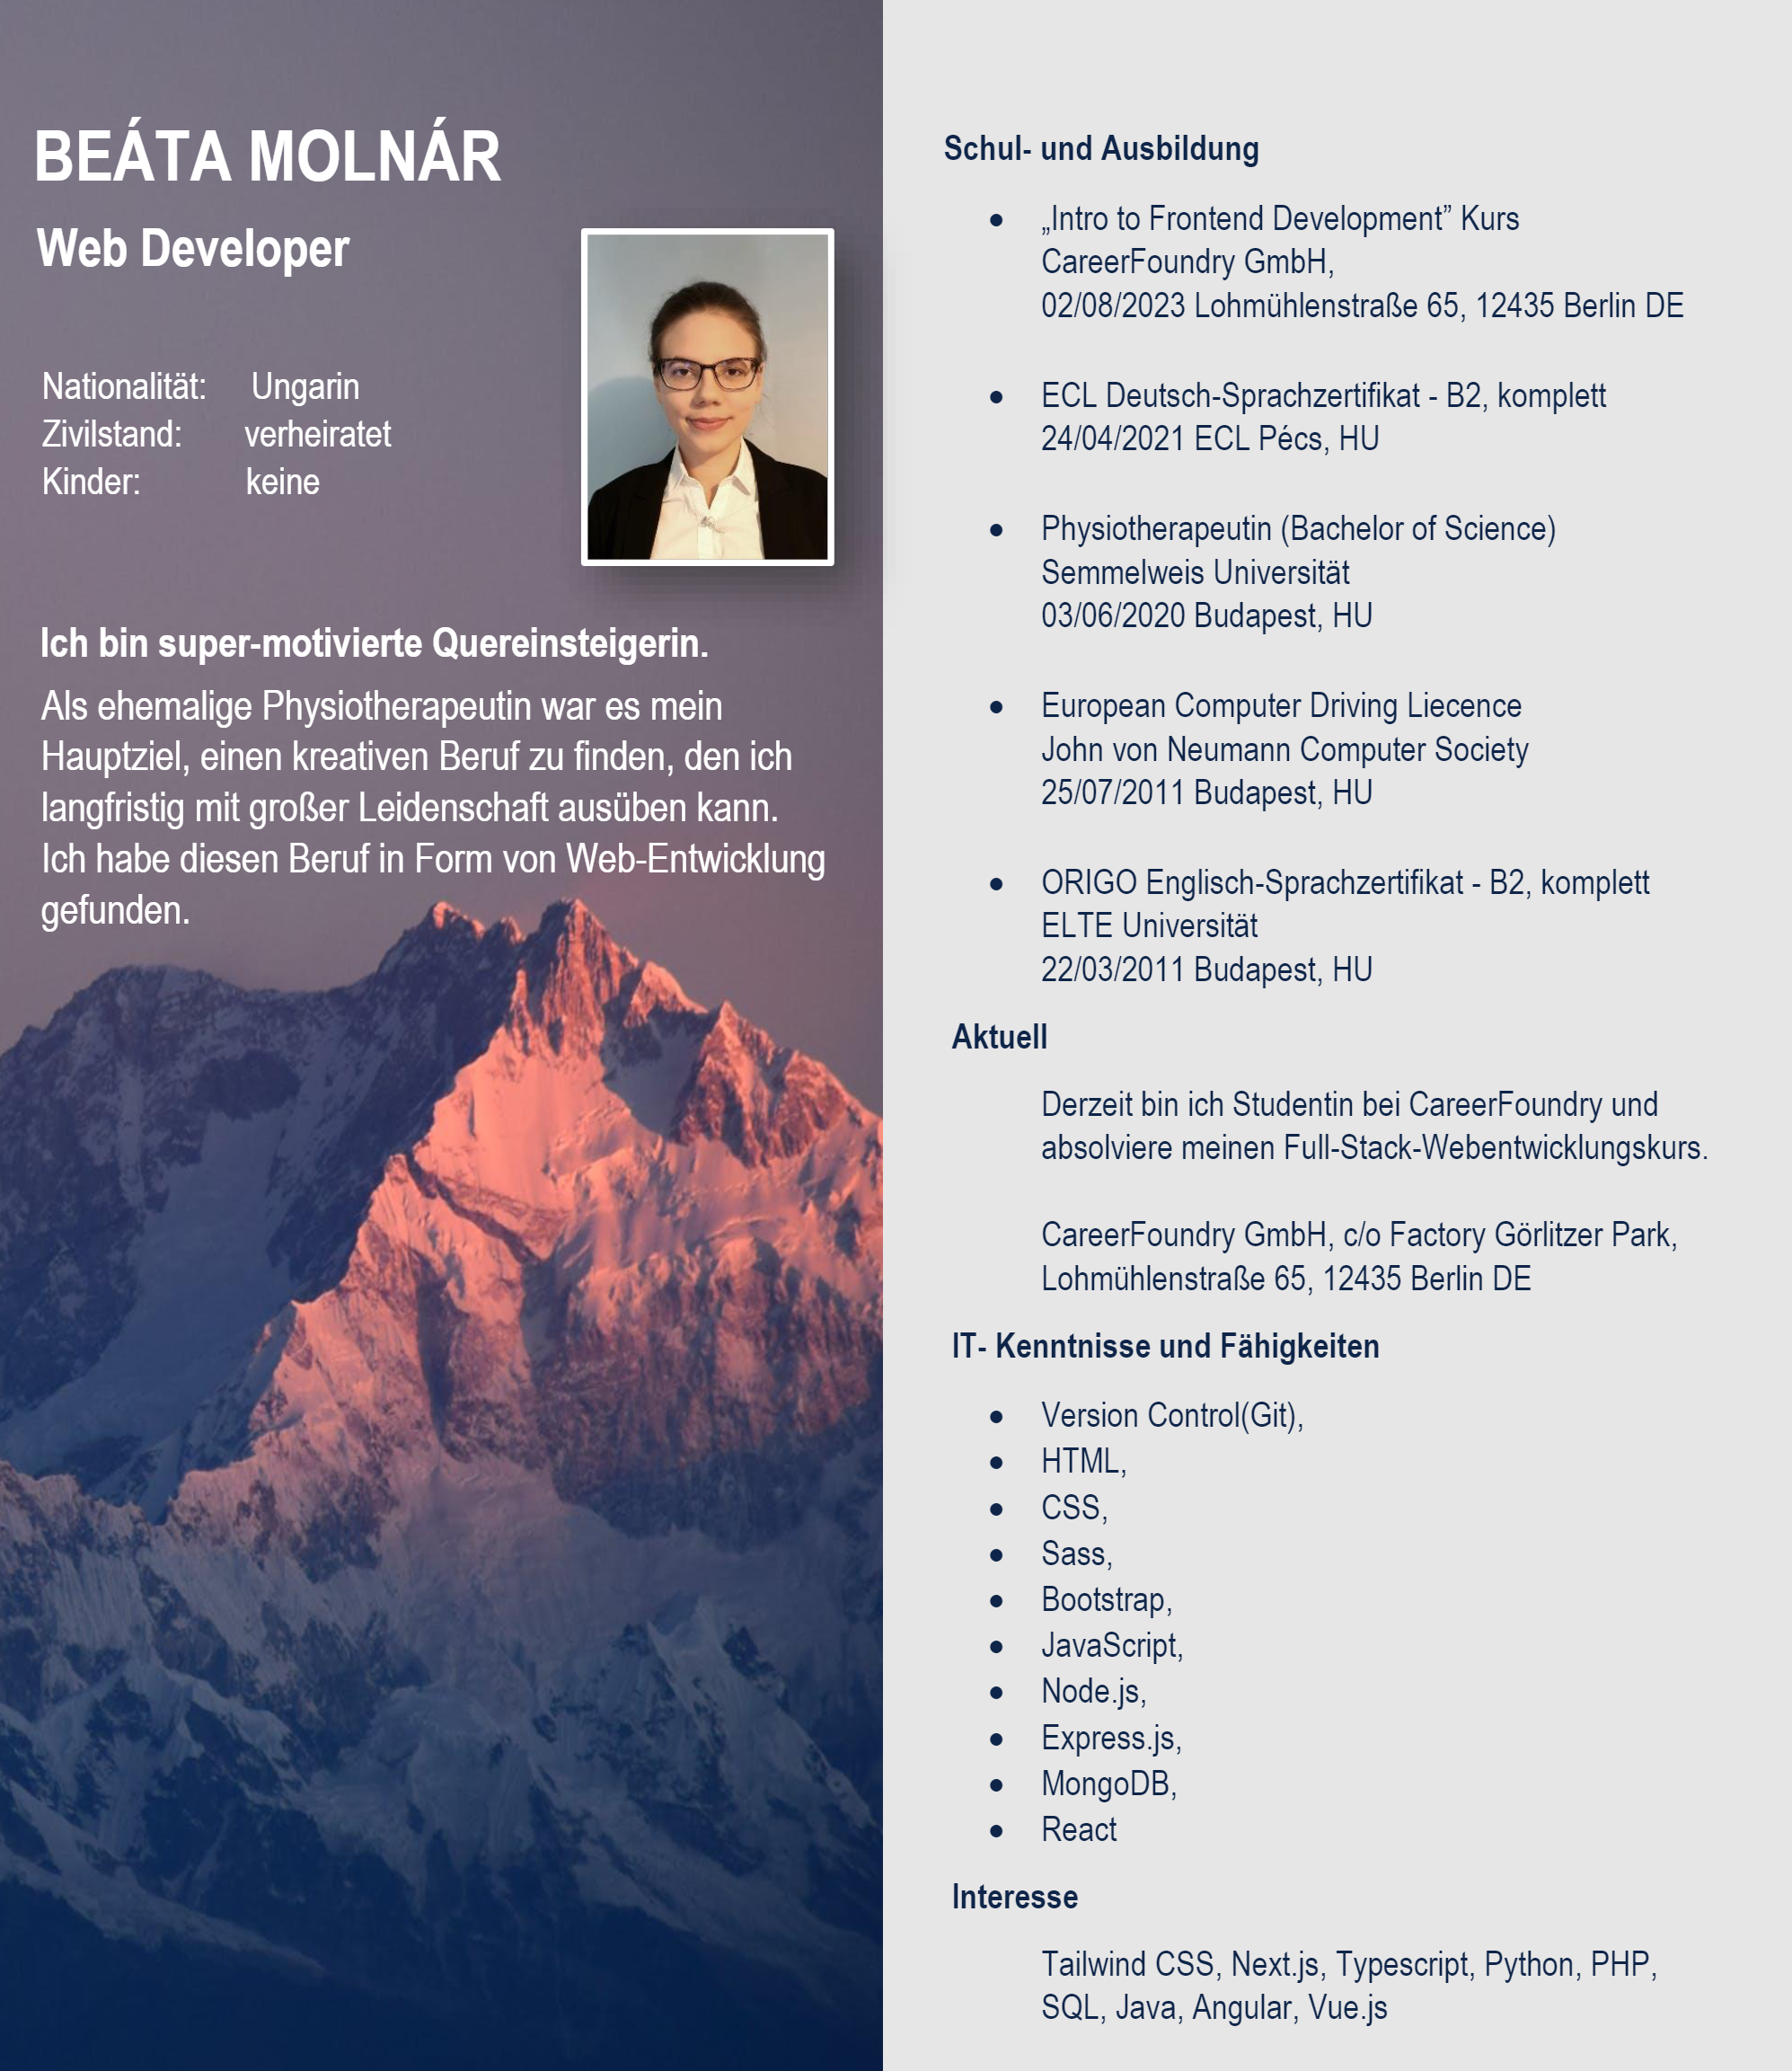 BEÁTA MOLNÁR
Web Developer
Nationalität: Ungarin
Zivilstand: verheiratet
Kinder: keine
Ich bin super-motivierte Quereinsteigerin.
Als ehemalige Physiotherapeutin war es mein
Hauptziel, einen kreativen Beruf zu finden, den ich
langfristig mit großer Leidenschaft ausüben kann.
Ich habe diesen Beruf in Form von Web-Entwicklung
gefunden.
Schul- und Ausbildung
• „Intro to Frontend Development” Kurs
CareerFoundry GmbH,
02/08/2023 Lohmühlenstraße 65, 12435 Berlin DE
• ECL Deutsch-Sprachzertifikat - B2, komplett
24/04/2021 ECL Pécs, HU
• Physiotherapeutin (Bachelor of Science)
Semmelweis Universität
03/06/2020 Budapest, HU
• European Computer Driving Liecence
John von Neumann Computer Society
25/07/2011 Budapest, HU
• ORIGO Englisch-Sprachzertifikat - B2, komplett
ELTE Universität
22/03/2011 Budapest, HU
Aktuell
Derzeit bin ich Studentin bei CareerFoundry und
absolviere meinen Full-Stack-Webentwicklungskurs.
CareerFoundry GmbH, c/o Factory Görlitzer Park,
Lohmühlenstraße 65, 12435 Berlin DE
IT- Kenntnisse und Fähigkeiten
• Version Control(Git),
• HTML,
• CSS,
• Sass,
• Bootstrap,
• JavaScript,
• Node.js,
• Express.js,
• MongoDB,
• React
Interesse
Tailwind CSS, Next.js, Typescript, Python, PHP,
SQL, Java, Angular, Vue.js